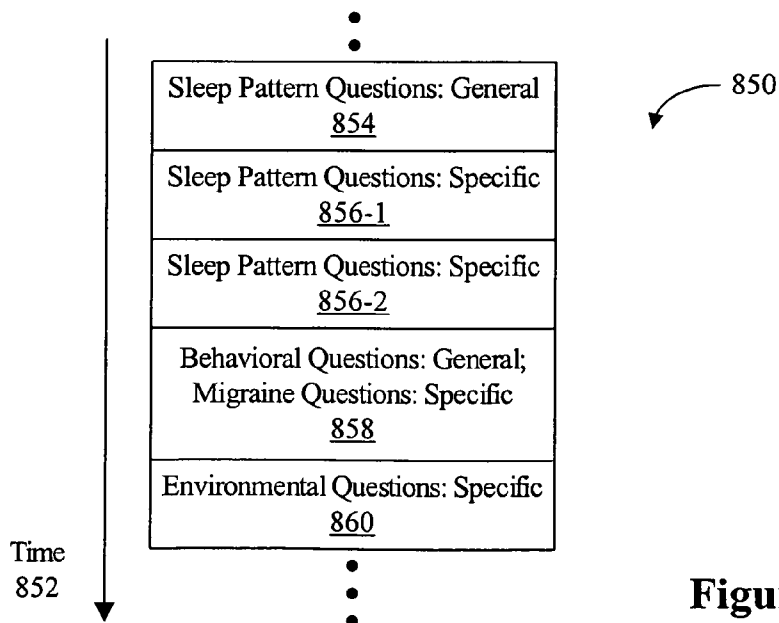 Sleep Pattern Questions: General
854
850
Sleep Pattern Questions: Specific
856-1
Sleep Pattern Questions: Specific
856-2
Behavioral Questions: General;
Migraine Questions: Specific
858
Environmental Questions: Specific
860
Time
852